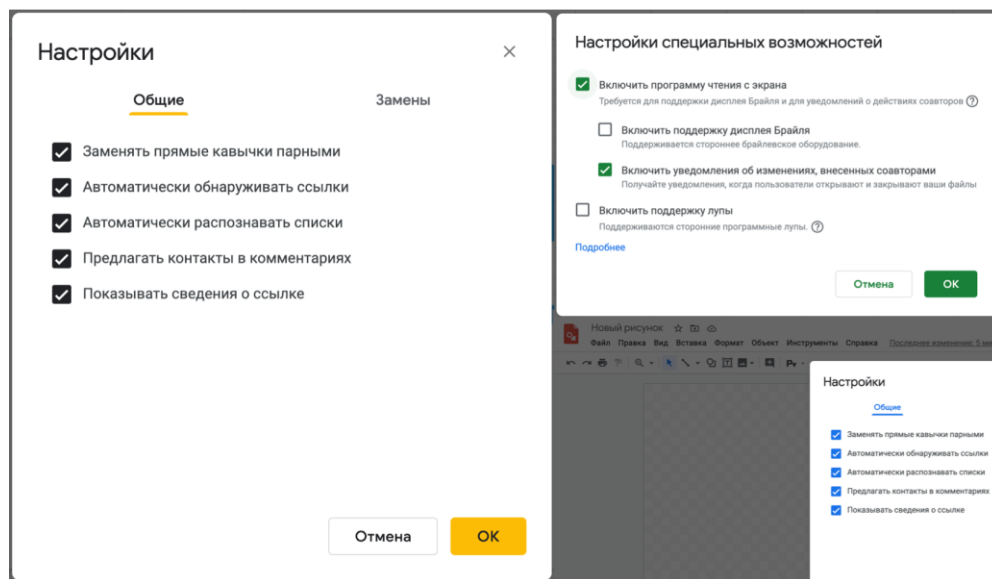 Настройки
Общие Замены
Заменять прямые кавычки парными
Автоматически обнаруживать ссылки
Автоматически распознавать списки
Предлагать контакты в комментариях
Показывать сведения о ссылке
Отмена OK
Настройки специальных возможностей
Включить программу чтения с экрана
Требуется для поддержки дисплея Брайля и для уведомлений о действиях соавторов
Включить поддержку дисплея Брайля
Поддерживается стороннее брайлевское оборудование.
Включить уведомления об изменениях, внесенных соавторами
Получайте уведомления, когда пользователи открывают и закрывают ваши файлы
Включить поддержку лупы
Поддерживаются сторонние программные лупы.
Подробнее
Отмена OK
Новый рисунок
Файл Правка Вид Вставка Формат Объект Инструменты Справка Последнее изменение: 5 мин
Настройки
Общие
Заменять прямые кавычки парными
Автоматически обнаруживать ссылки
Автоматически распознавать списки
Предлагать контакты в комментариях
Показывать сведения о ссылке